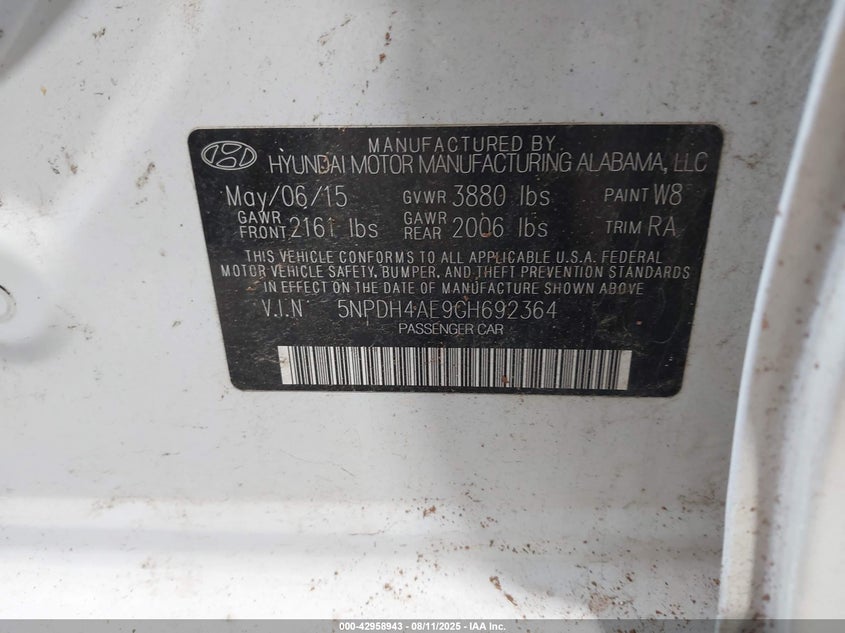 MANUFACTURED BY
HYUNDAI MOTOR MANUFACTURING ALABAMA, LLC
May/06/15 GVWR 3880 lbs PAINT W8
GAWR FRONT 2161 lbs GAWR REAR 2006 lbs TRIM RA
THIS VEHICLE CONFORMS TO ALL APPLICABLE U.S.A. FEDERAL
MOTOR VEHICLE SAFETY, BUMPER, AND THEFT PREVENTION STANDARDS
IN EFFECT ON THE DATE OF MANUFACTURE SHOWN ABOVE
V.I.N 5NPDH4AE9GH692364
PASSENGER CAR
000-42958943 - 08/11/2025 - IAA Inc.